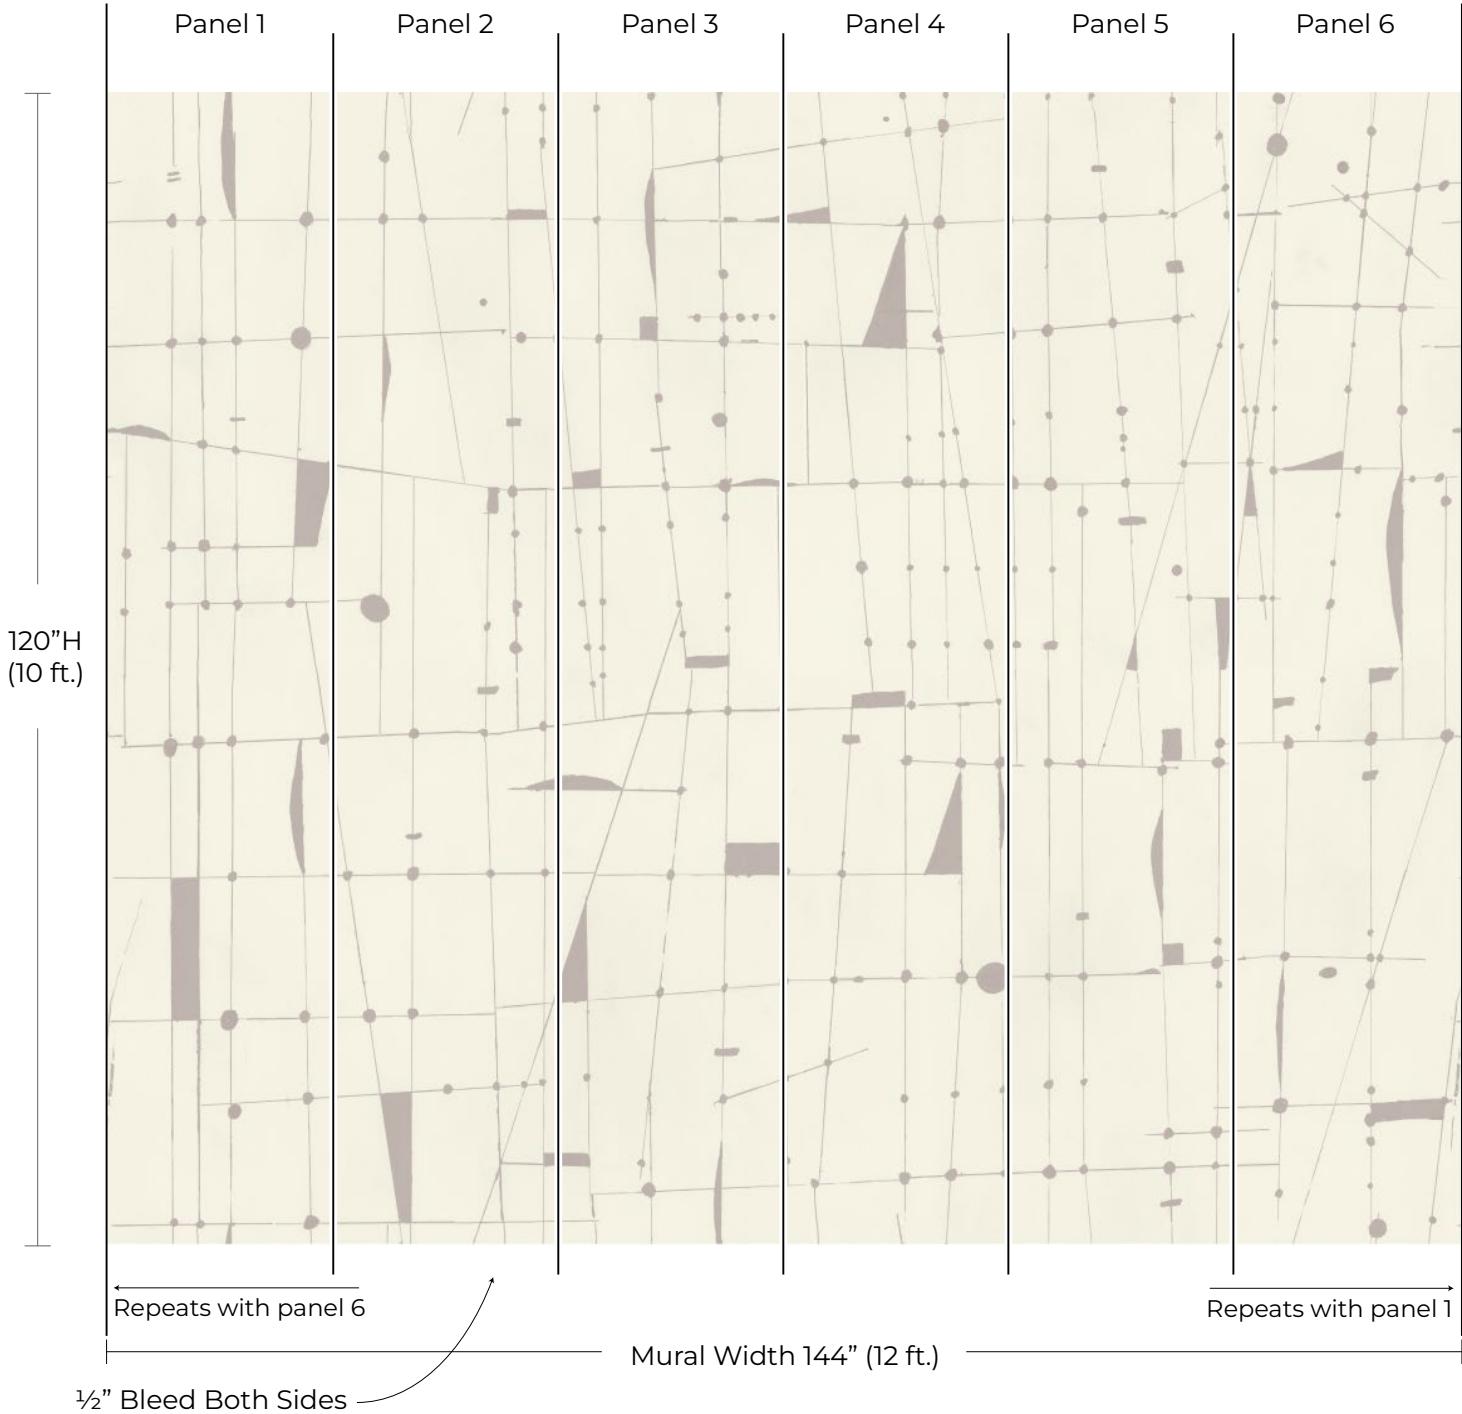 Panel 1
Panel 2
Panel 3
Panel 4
Panel 5
Panel 6
120”H
(10 ft.)
Repeats with panel 6
Repeats with panel 1
Mural Width 144” (12 ft.)
½” Bleed Both Sides